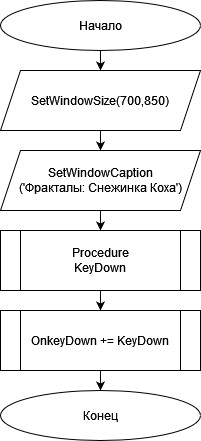 Начало
SetWindowSize(700,850)
SetWindowCaption
('Фракталы: Снежинка Коха')
Procedure
KeyDown
OnkeyDown += KeyDown
Конец